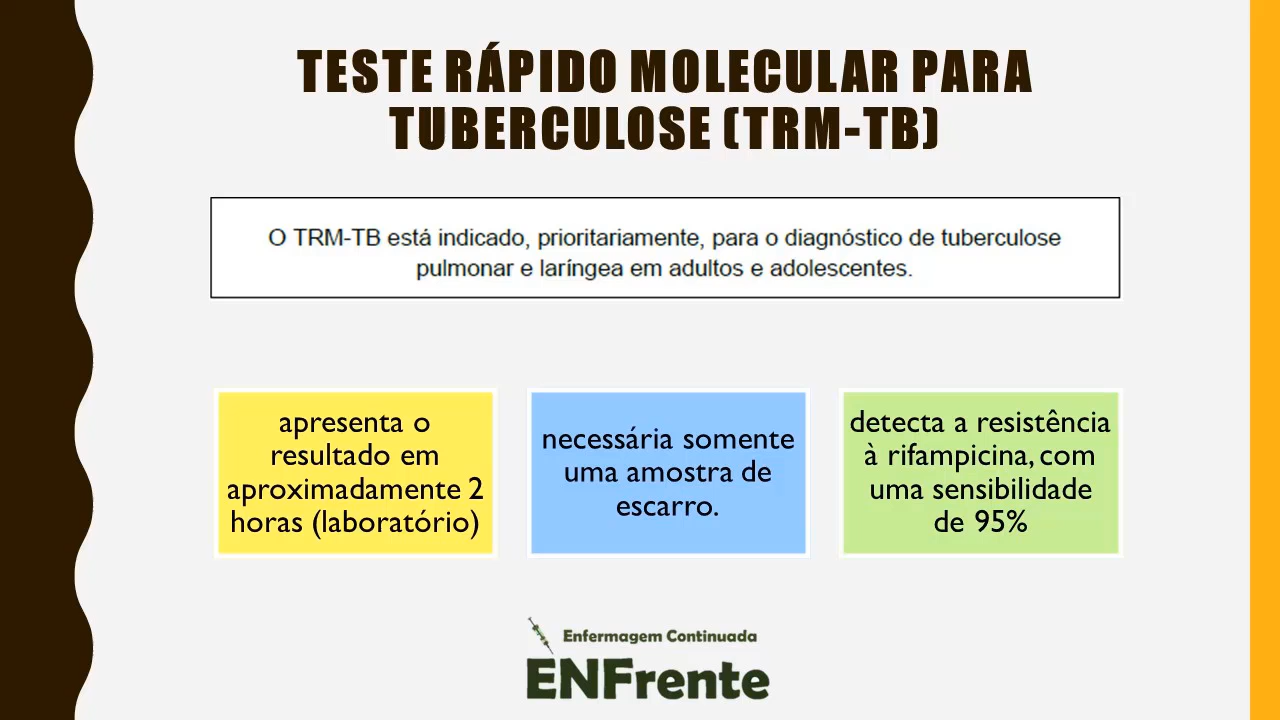 TESTE RÁPIDO MOLECULAR PARA
TUBERCULOSE (TRM-TB)
O TRM-TB está indicado, prioritariamente, para o diagnóstico de tuberculose
pulmonar e laríngea em adultos e adolescentes.
apresenta o
resultado em
aproximadamente 2
horas (laboratório)
necessária somente
uma amostra de
escarro.
detecta a resistência
à rifampicina, com
uma sensibilidade
de 95%
Enfermagem Continuada
ENFrente